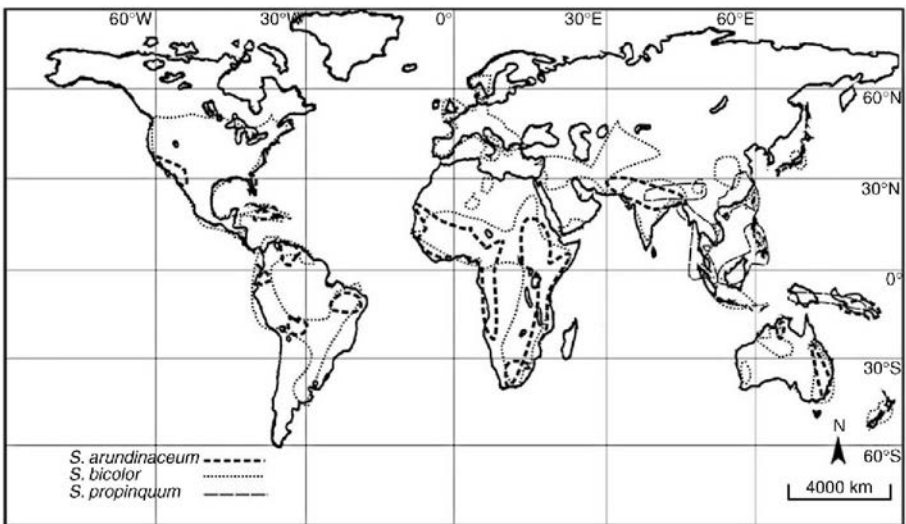 60°W 30°W 0° 30°E 60°E
60°N
30°N
0°
30°S
N
60°S
S. arundinaceum
S. bicolor
S. propinquum
4000 km